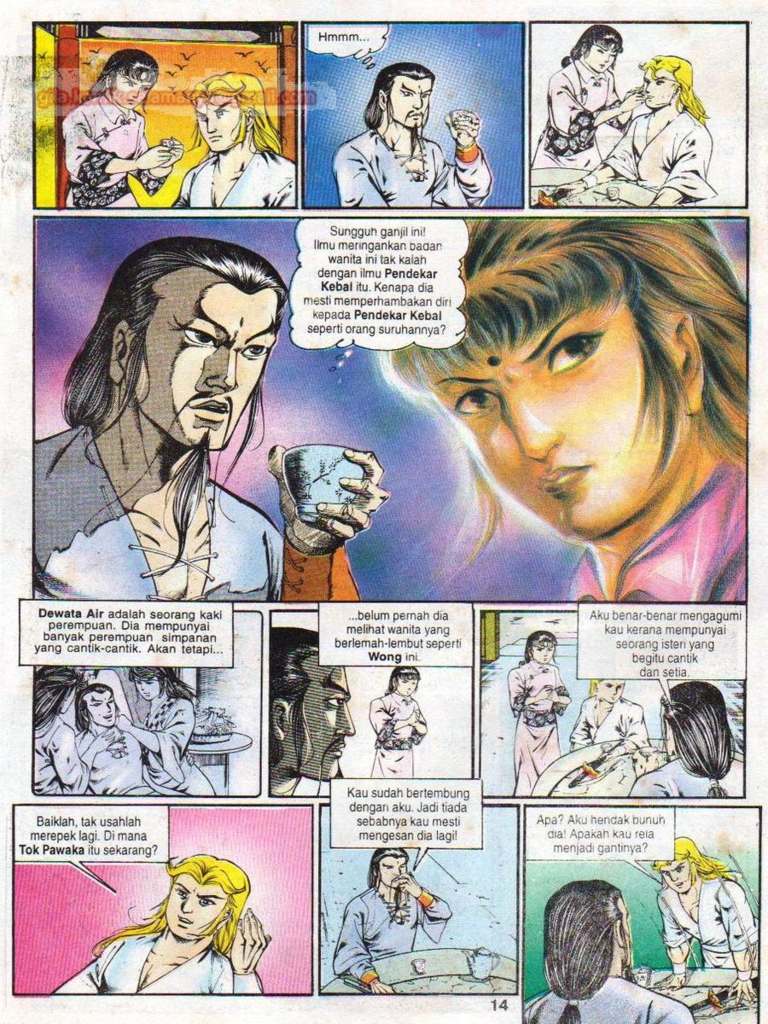 Hmmm...
Sungguh ganjil ini!
Ilmu meringankan badan
wanita ini tak kalah
dengan ilmu Pendekar
Kebal itu. Kenapa dia
mesti memperhambakan diri
kepada Pendekar Kebal
seperti orang suruhannya?
Dewata Air adalah seorang kaki
perempuan. Dia mempunyai
banyak perempuan simpanan
yang cantik-cantik. Akan tetapi...
...belum pernah dia
melihat wanita yang
berlemah-lembut seperti
Wong ini.
Aku benar-benar mengagumi
kau kerana mempunyai
seorang isteri yang
begitu cantik
dan setia.
Baiklah, tak usahlah
merepek lagi. Di mana
Tok Pawaka itu sekarang?
Kau sudah bertembung
dengan aku. Jadi tiada
sebabnya kau mesti
mengesan dia lagi!
Apa? Aku hendak bunuh
dia! Apakah kau rela
menjadi gantinya?
14